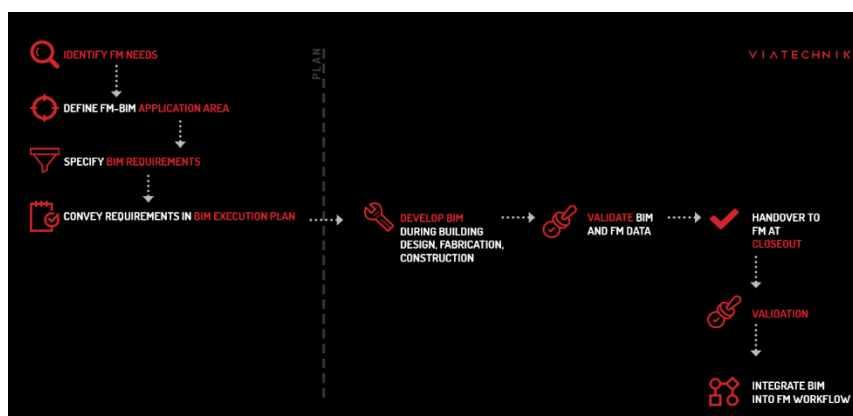 IDENTIFY FM NEEDS
PLAN
VIATECHNIK
DEFINE FM-BIM APPLICATION AREA
SPECIFY BIM REQUIREMENTS
CONVEY REQUIREMENTS IN BIM EXECUTION PLAN
DEVELOP BIM
DURING BUILDING
DESIGN, FABRICATION,
CONSTRUCTION
VALIDATE BIM
AND FM DATA
HANDOVER TO
FM AT
CLOSEOUT
VALIDATION
INTEGRATE BIM
INTO FM WORKFLOW